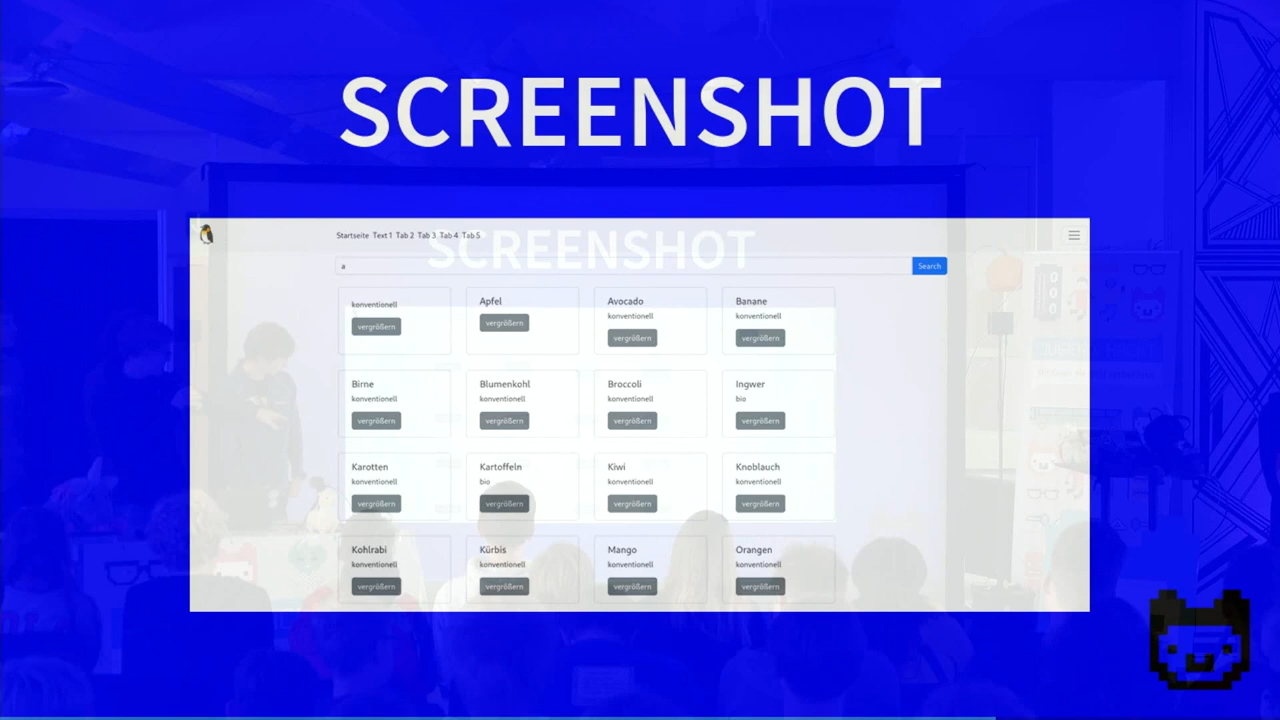 SCREENSHOT
Startseite Text 1 Tab 2 Tab 3 Tab 4 Tab 5
SCREENSHOT
a Search
konventionell
vergrößern
Apfel
vergrößern
Avocado
konventionell
vergrößern
Banane
konventionell
vergrößern
Birne
konventionell
vergrößern
Blumenkohl
konventionell
vergrößern
Broccoli
konventionell
vergrößern
Ingwer
bio
vergrößern
Karotten
konventionell
vergrößern
Kartoffeln
bio
vergrößern
Kiwi
konventionell
vergrößern
Knoblauch
konventionell
vergrößern
Kohlrabi
konventionell
vergrößern
Kürbis
konventionell
vergrößern
Mango
konventionell
vergrößern
Orangen
konventionell
vergrößern